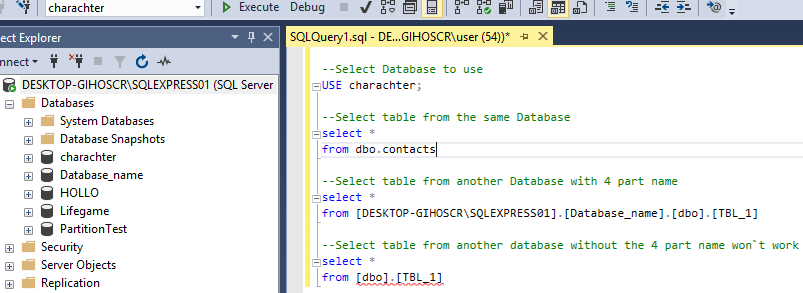 charachter
Execute Debug
ect Explorer
SQLQuery1.sql - DE...GIHOSCR\user (54))*
nnect
DESKTOP-GIHOSCR\SQLEXPRESS01 (SQL Server
Databases
System Databases
Database Snapshots
charachter
Database_name
HOLLO
Lifegame
PartitionTest
Security
Server Objects
Replication
--Select Database to use
USE charachter;
--Select table from the same Database
select *
from dbo.contacts
--Select table from another Database with 4 part name
select *
from [DESKTOP-GIHOSCR\SQLEXPRESS01].[Database_name].[dbo].[TBL_1]
--Select table from another database without the 4 part name won`t work
select *
from [dbo].[TBL_1]